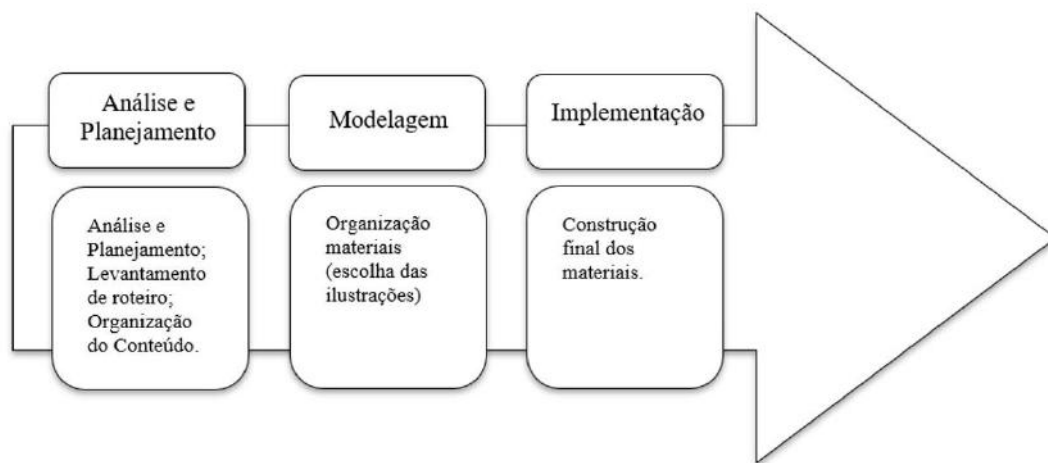 Análise e
Planejamento
Modelagem
Implementação
Análise e
Planejamento;
Levantamento
de roteiro;
Organização
do Conteúdo.
Organização
materiais
(escolha das
ilustrações)
Construção
final dos
materiais.